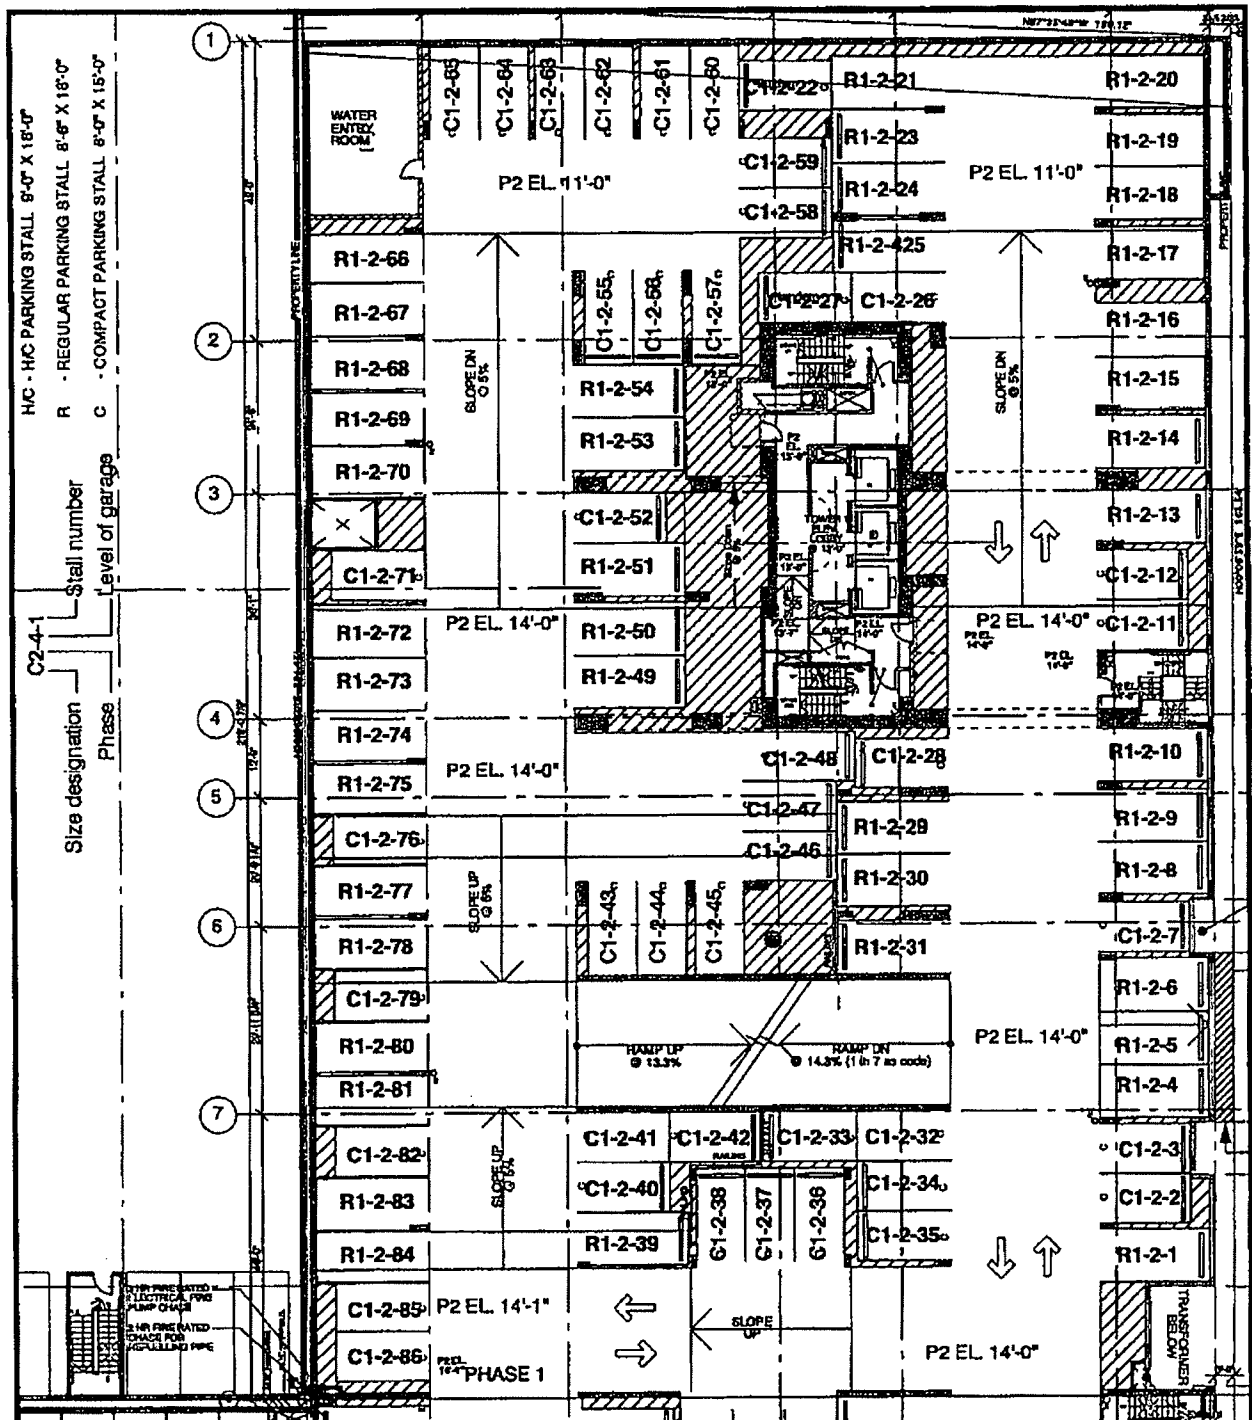 H/C - H/C PARKING STALL 9'-0" X 18'-0"
R - REGULAR PARKING STALL 8'-6" X 18'-0"
C - COMPACT PARKING STALL 8'-0" X 15'-0"
C2-4-1
Stall number
Level of garage
Size designation
Phase
1
2
3
4
5
6
7
PROPERTY LINE
WATER
ENTRY
ROOM
C1-2-65
C1-2-64
C1-2-63
C1-2-62
C1-2-61
C1-2-60
C1-2-22
R1-2-21
R1-2-20
R1-2-23
R1-2-19
C1-2-59
R1-2-24
R1-2-18
C1-2-58
P2 EL. 11'-0"
P2 EL. 11'-0"
R1-2-425
R1-2-17
R1-2-66
R1-2-67
R1-2-68
R1-2-69
R1-2-70
C1-2-55
C1-2-56
C1-2-57
C1-2-27
C1-2-26
R1-2-16
R1-2-15
R1-2-14
SLOPE DN
@ 5%
SLOPE DN
@ 5%
R1-2-54
R1-2-53
C1-2-52
R1-2-51
R1-2-50
R1-2-49
R1-2-13
C1-2-12
C1-2-11
C1-2-71
R1-2-72
R1-2-73
R1-2-74
R1-2-75
P2 EL. 14'-0"
P2 EL. 14'-0"
P2 EL. 14'-0"
C1-2-48
C1-2-28
R1-2-10
C1-2-47
C1-2-46
R1-2-29
R1-2-30
R1-2-31
R1-2-9
R1-2-8
C1-2-7
C1-2-76
R1-2-77
R1-2-78
C1-2-79
R1-2-80
R1-2-81
SLOPE UP
@ 5%
C1-2-43
C1-2-44
C1-2-45
R1-2-6
R1-2-5
R1-2-4
P2 EL. 14'-0"
RAMP UP
@ 13.3%
RAMP DN
@ 14.3% (1 in 7 as code)
C1-2-41
C1-2-42
C1-2-33
C1-2-32
C1-2-3
C1-2-82
R1-2-83
R1-2-84
SLOPE UP
@ 5%
C1-2-40
R1-2-39
C1-2-38
C1-2-37
C1-2-36
C1-2-34
C1-2-35
C1-2-2
R1-2-1
C1-2-85
C1-2-86
P2 EL. 14'-1"
PHASE 1
SLOPE
UP
P2 EL. 14'-0"
TRANSFORMER
BELOW
2 HR FIRE RATED
CHASE FOR